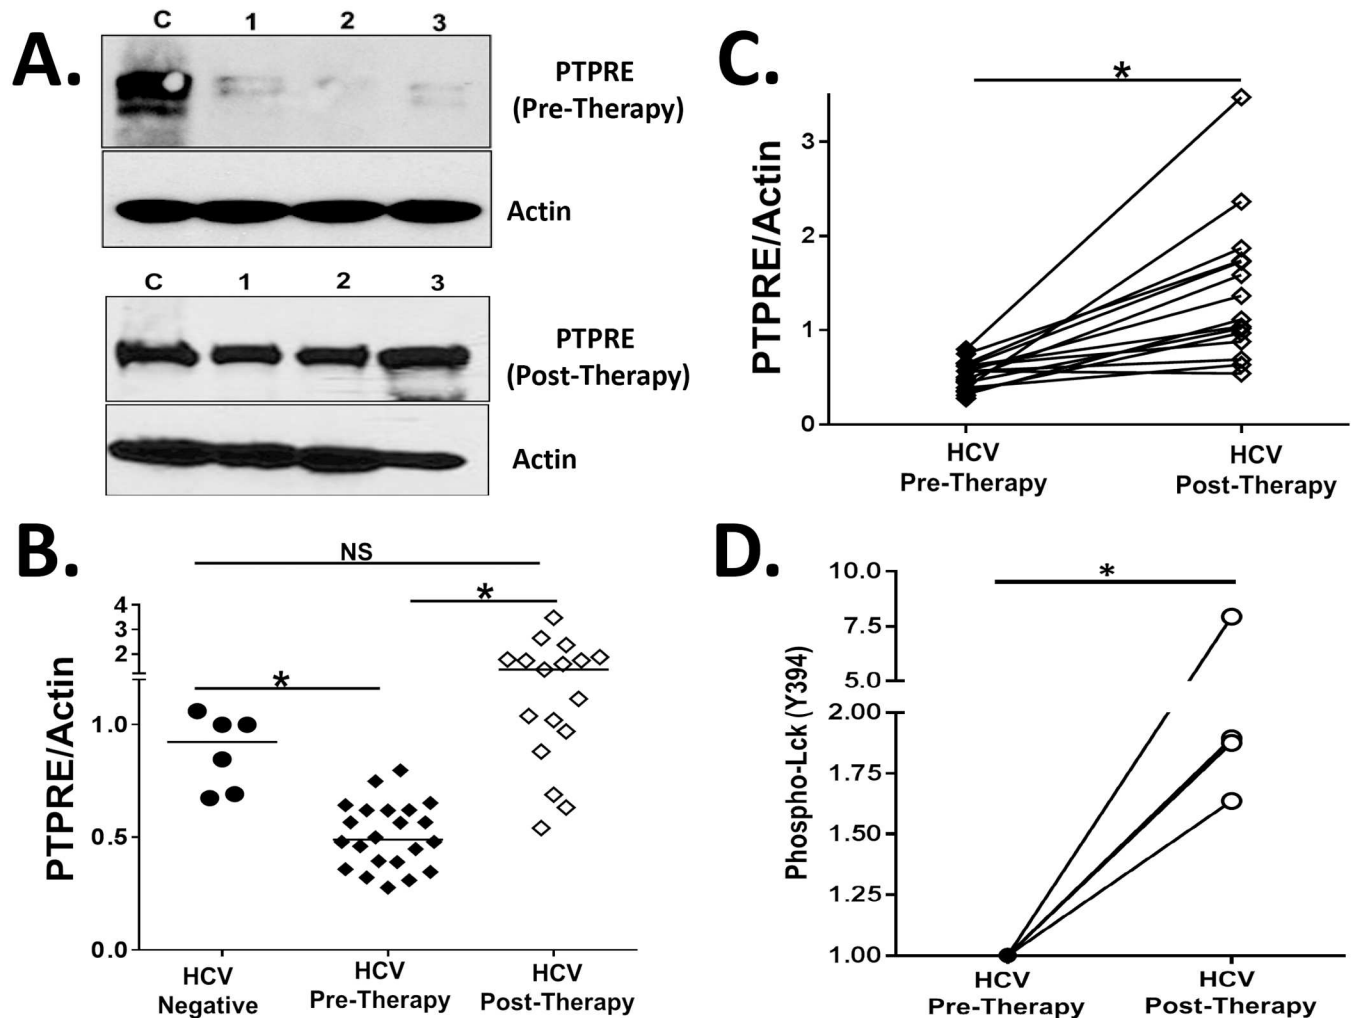 A.
C 1 2 3
PTPRE
(Pre-Therapy)
Actin
C 1 2 3
PTPRE
(Post-Therapy)
Actin
B.
NS
*
*
4
3
2
1.0
0.5
0.0
PTPRE/Actin
HCV
Negative
HCV
Pre-Therapy
HCV
Post-Therapy
C.
*
3
2
1
0
PTPRE/Actin
HCV
Pre-Therapy
HCV
Post-Therapy
D.
*
10.0
7.5
5.0
2.00
1.75
1.50
1.25
1.00
Phospho-Lck (Y394)
HCV
Pre-Therapy
HCV
Post-Therapy